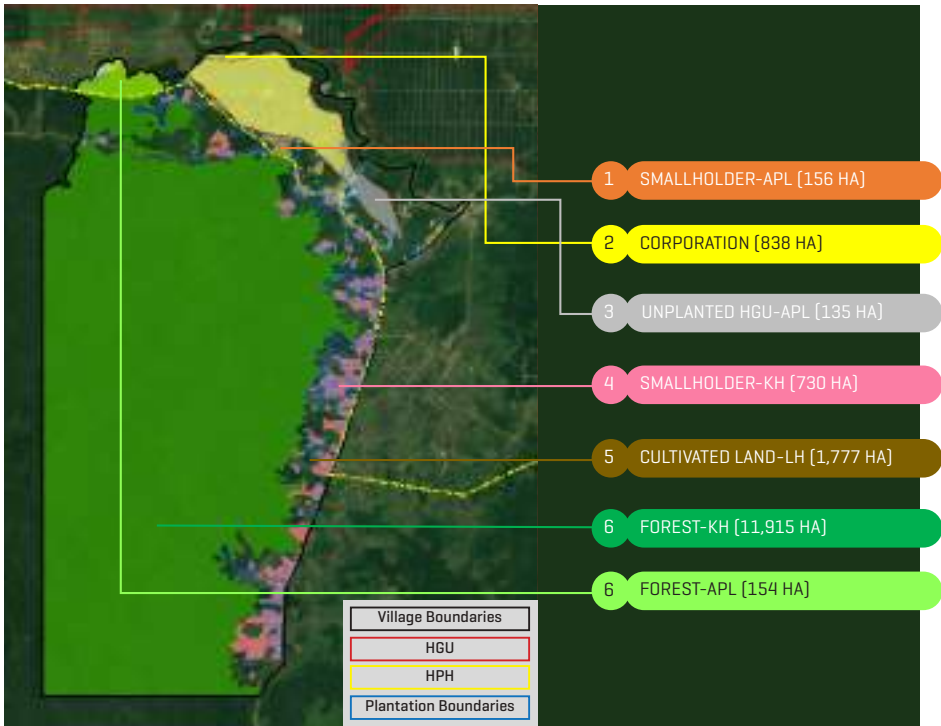 1 SMALLHOLDER-APL (156 HA)
2 CORPORATION (838 HA)
3 UNPLANTED HGU-APL (135 HA)
4 SMALLHOLDER-KH (730 HA)
5 CULTIVATED LAND-LH (1,777 HA)
6 FOREST-KH (11,915 HA)
6 FOREST-APL (154 HA)
Village Boundaries
HGU
HPH
Plantation Boundaries